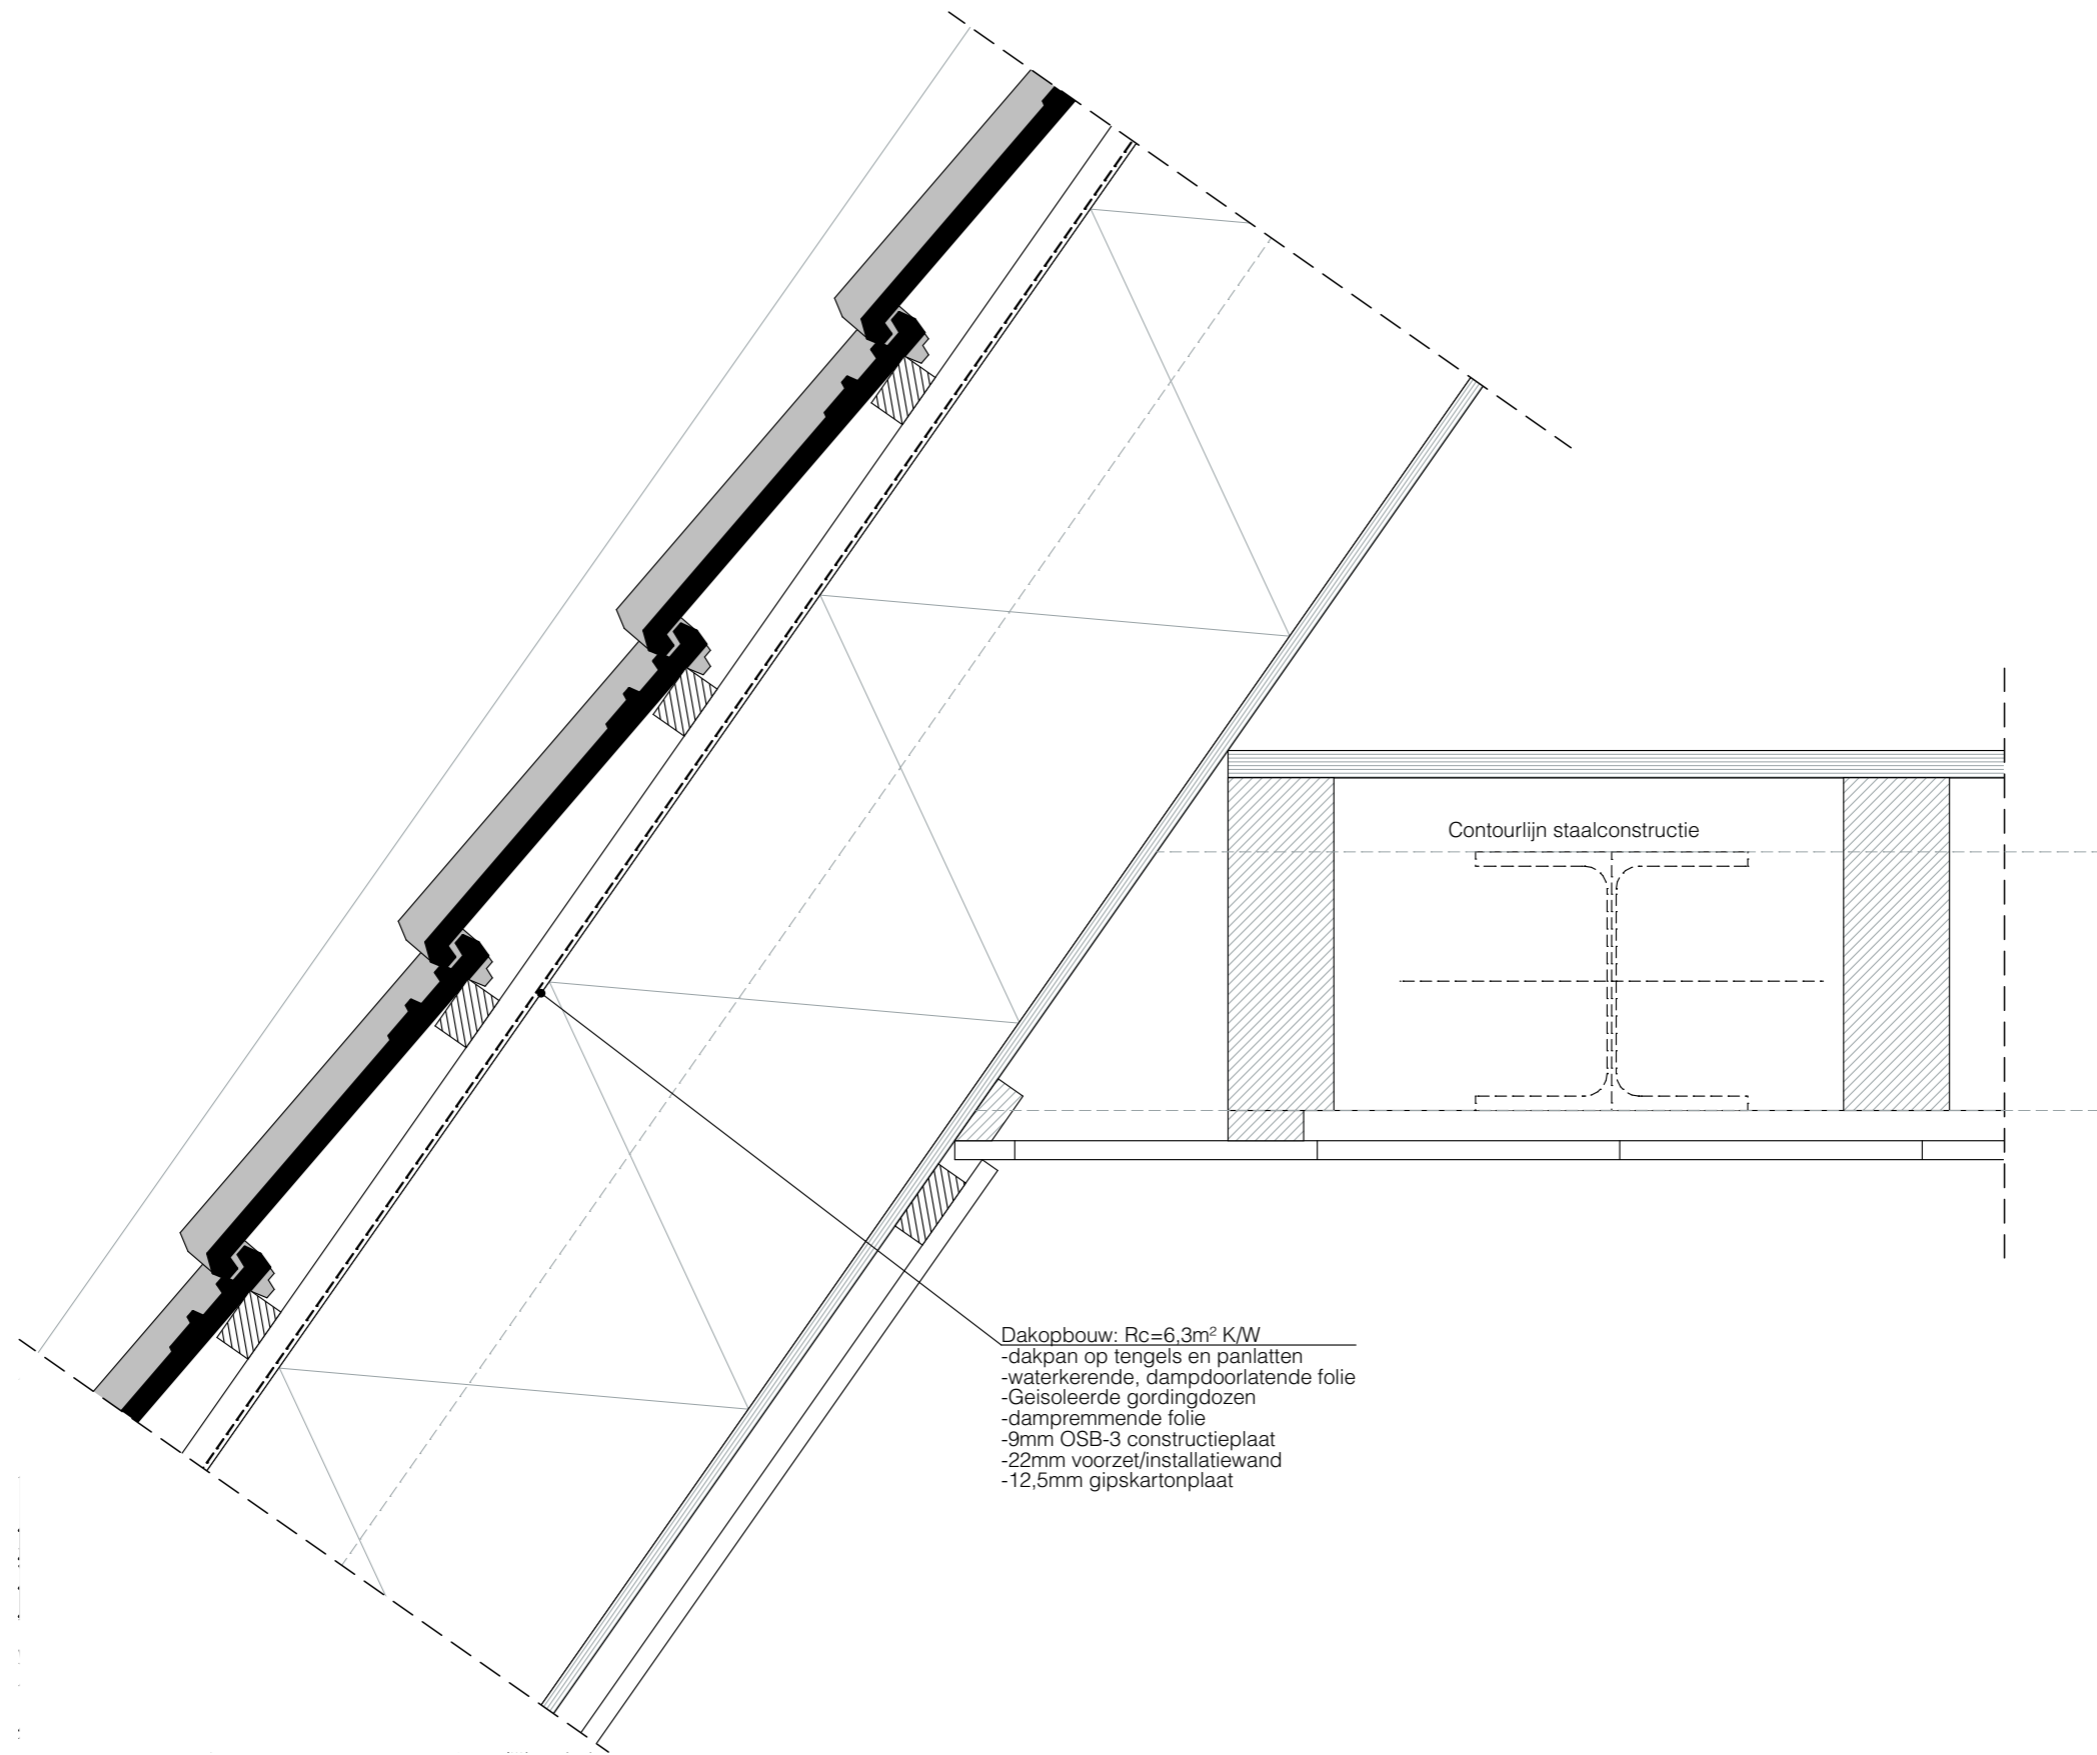 Contourlijn staalconstructie
Dakopbouw: Rc=6,3m² K/W
-dakpan op tengels en panlatten
-waterkerende, dampdoorlatende folie
-Geisoleerde gordingdozen
-dampremmende folie
-9mm OSB-3 constructieplaat
-22mm voorzet/installatiewand
-12,5mm gipskartonplaat